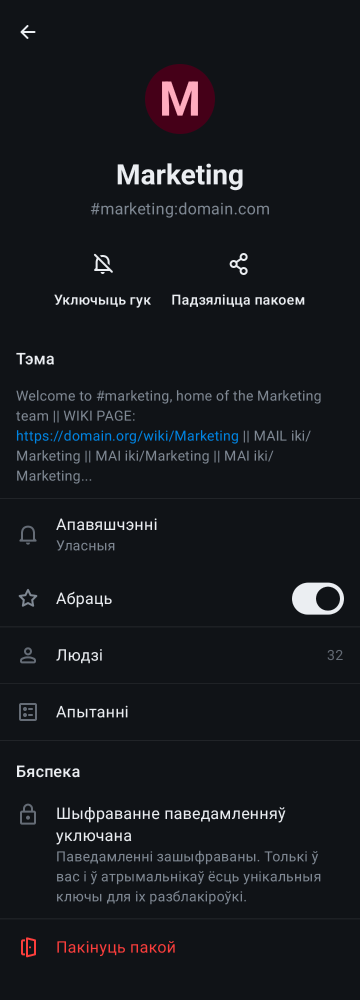 M
Marketing
#marketing:domain.com
Уключыць гук
Падзяліцца пакоем
Тэма
Welcome to #marketing, home of the Marketing
team || WIKI PAGE:
https://domain.org/wiki/Marketing || MAIL iki/
Marketing || MAI iki/Marketing || MAI iki/
Marketing...
Апавяшчэнні
Уласныя
Абраць
Людзі
32
Апытанні
Бяспека
Шыфраванне паведамленняў
уключана
Паведамленні зашыфраваны. Толькі ў
вас і ў атрымальнікаў ёсць унікальныя
ключы для іх разблакіроўкі.
Пакінуць пакой